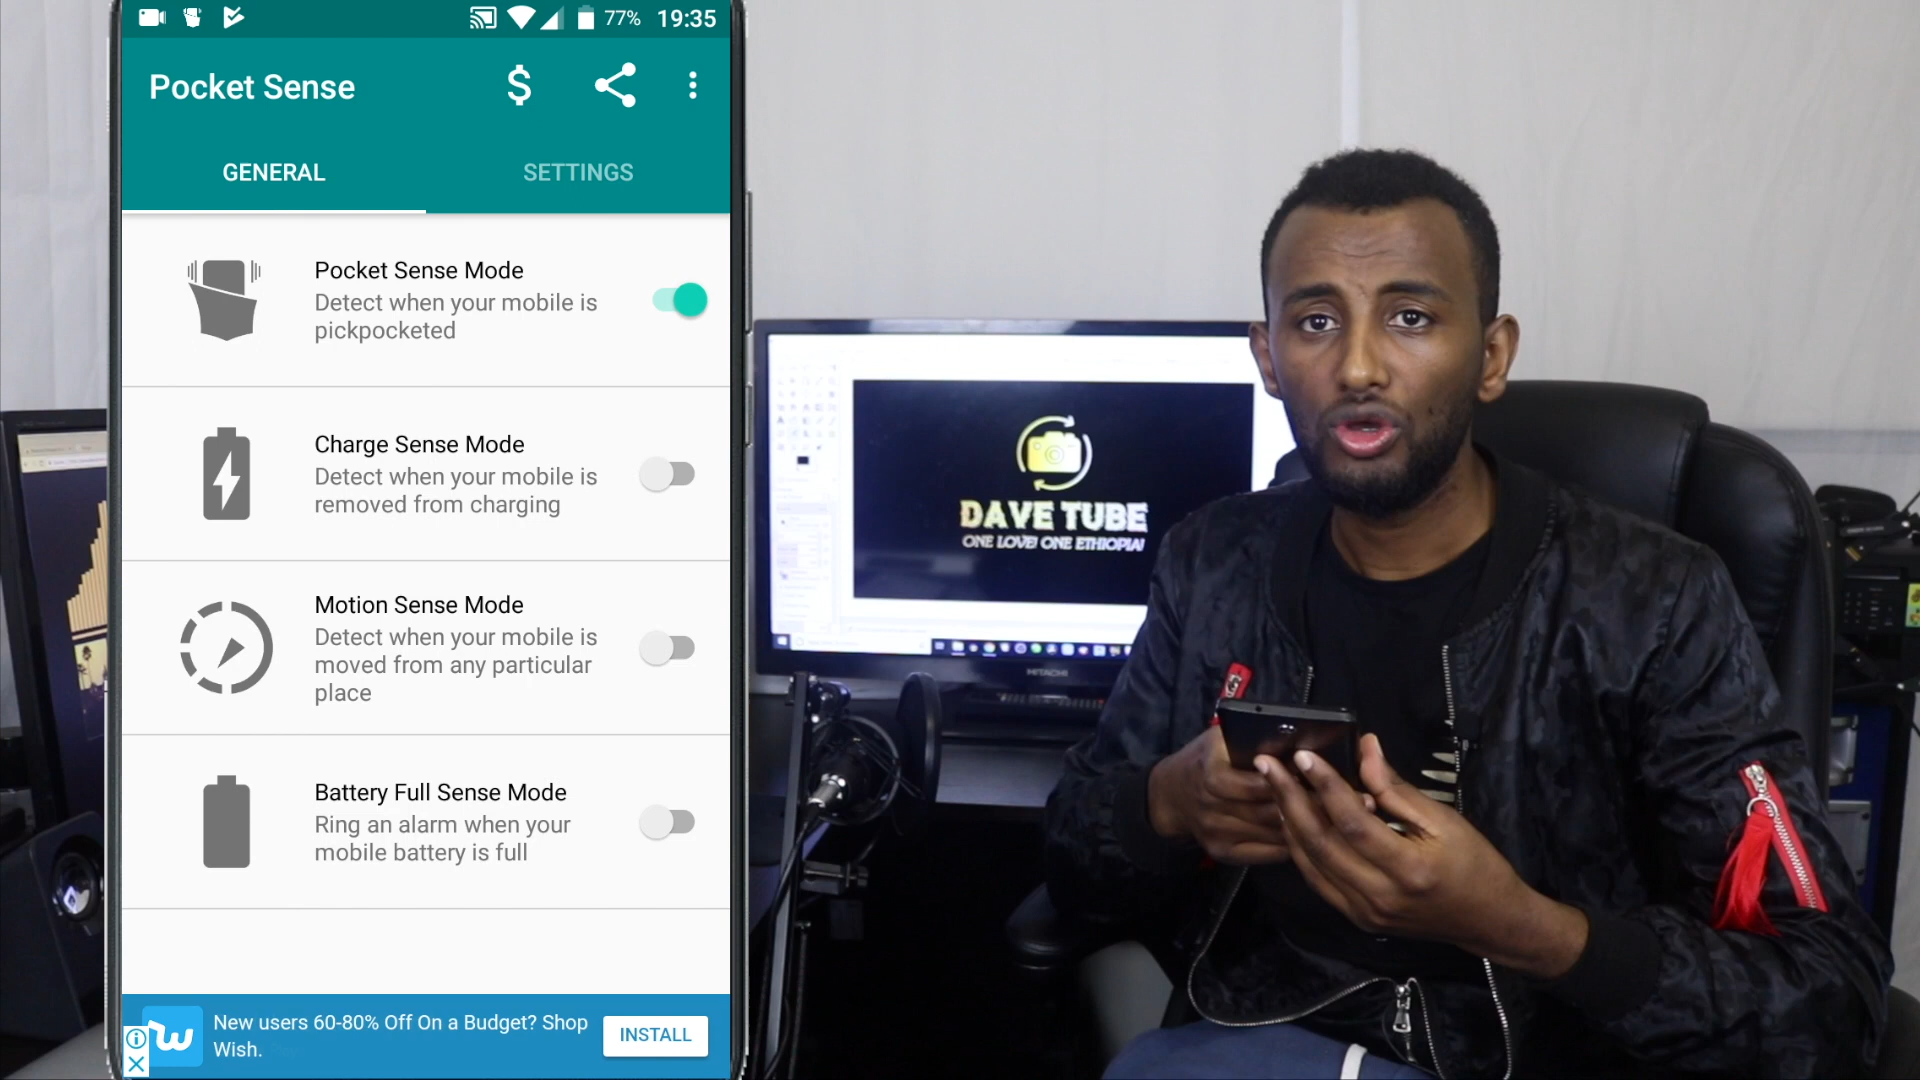 77% 19:35
Pocket Sense
GENERAL SETTINGS
Pocket Sense Mode
Detect when your mobile is
pickpocketed
Charge Sense Mode
Detect when your mobile is
removed from charging
Motion Sense Mode
Detect when your mobile is
moved from any particular
place
Battery Full Sense Mode
Ring an alarm when your
mobile battery is full
New users 60-80% Off On a Budget? Shop
Wish.
INSTALL
DAVE TUBE
ONE LOVE! ONE ETHIOPIA!
HITACHI